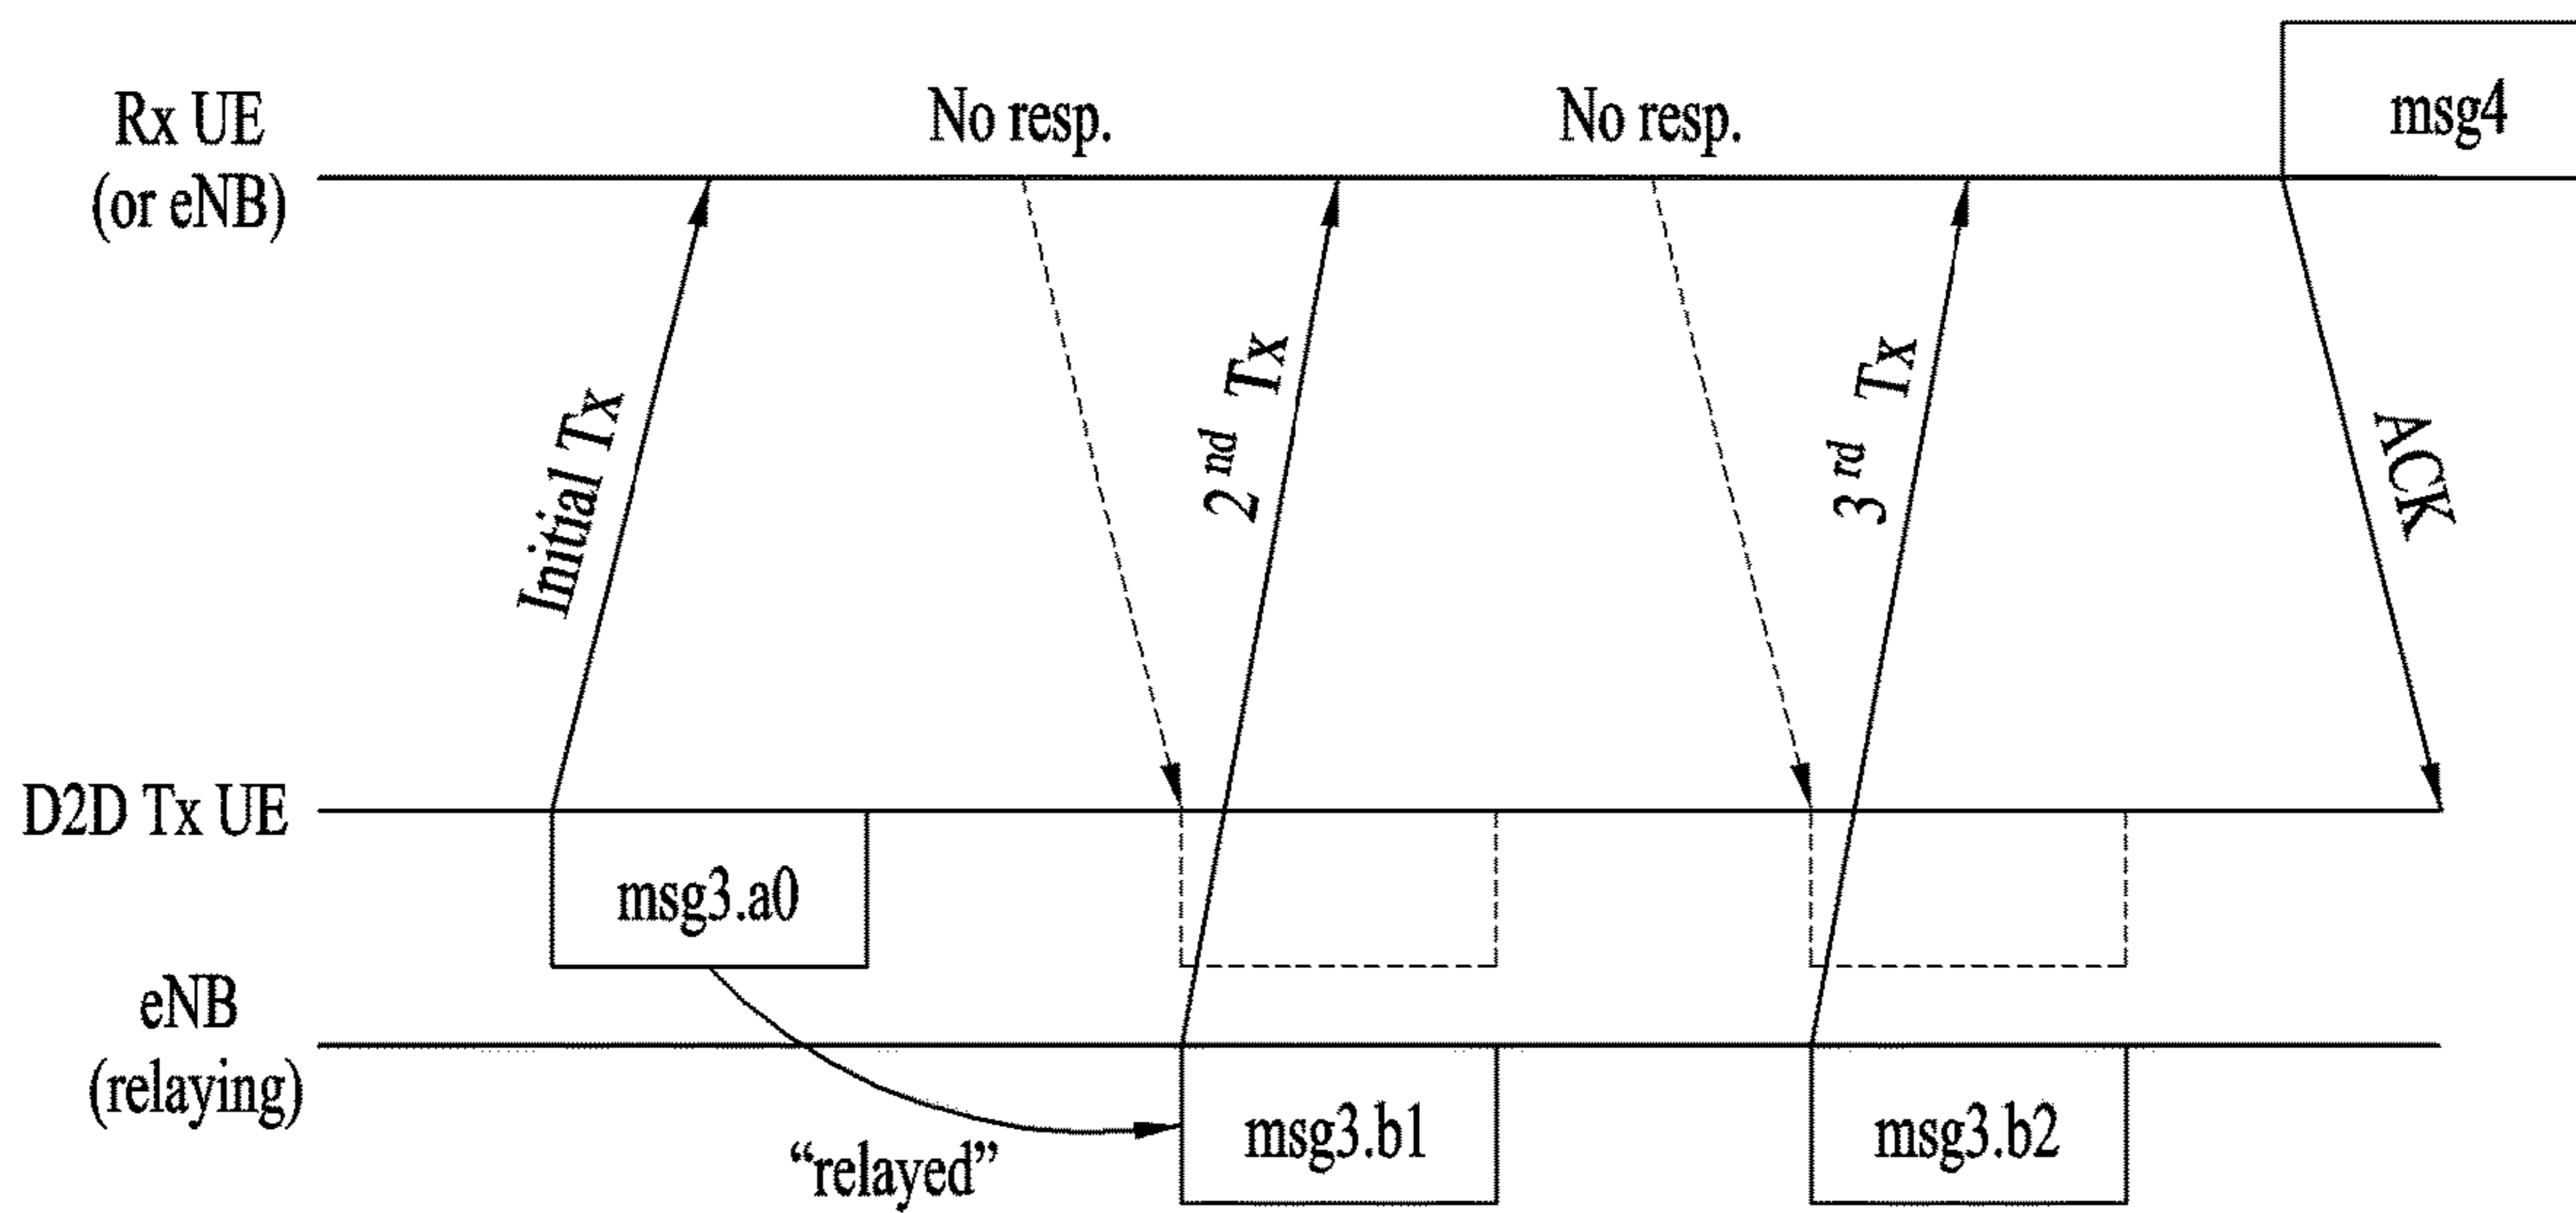 Rx UE
(or eNB)
No resp.
No resp.
msg4
Initial Tx
2nd Tx
3rd Tx
ACK
D2D Tx UE
msg3.a0
eNB
(relaying)
“relayed”
msg3.b1
msg3.b2